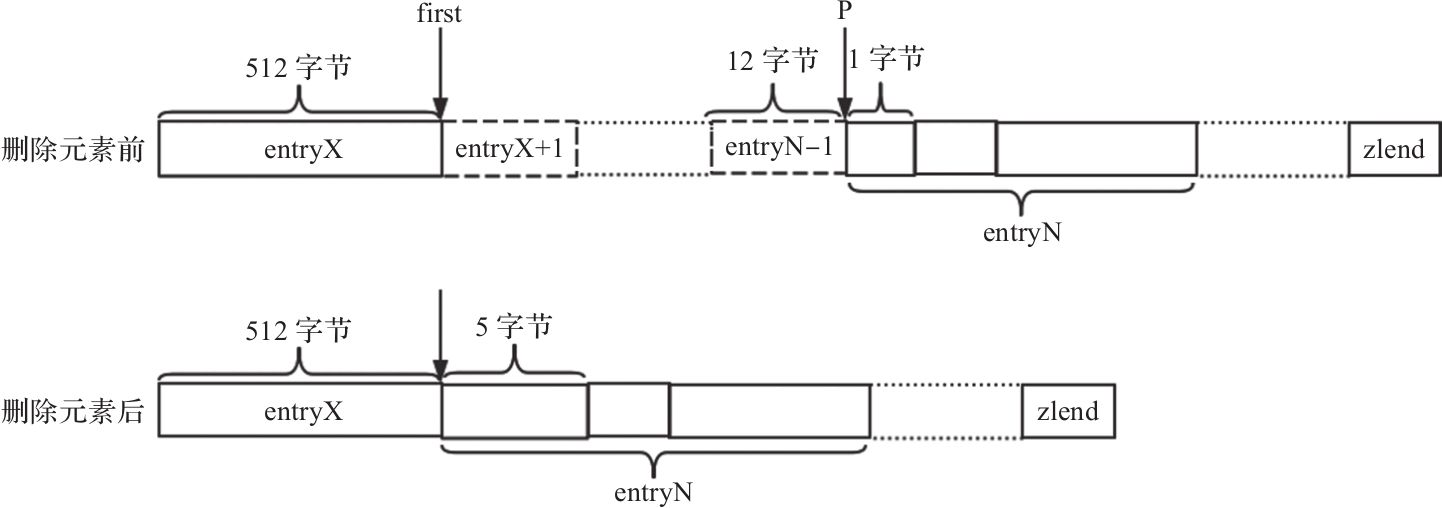 first P
512 字节 12 字节 1 字节
删除元素前 entryX entryX+1 entryN-1 zlend
entryN
512 字节 5 字节
删除元素后 entryX zlend
entryN